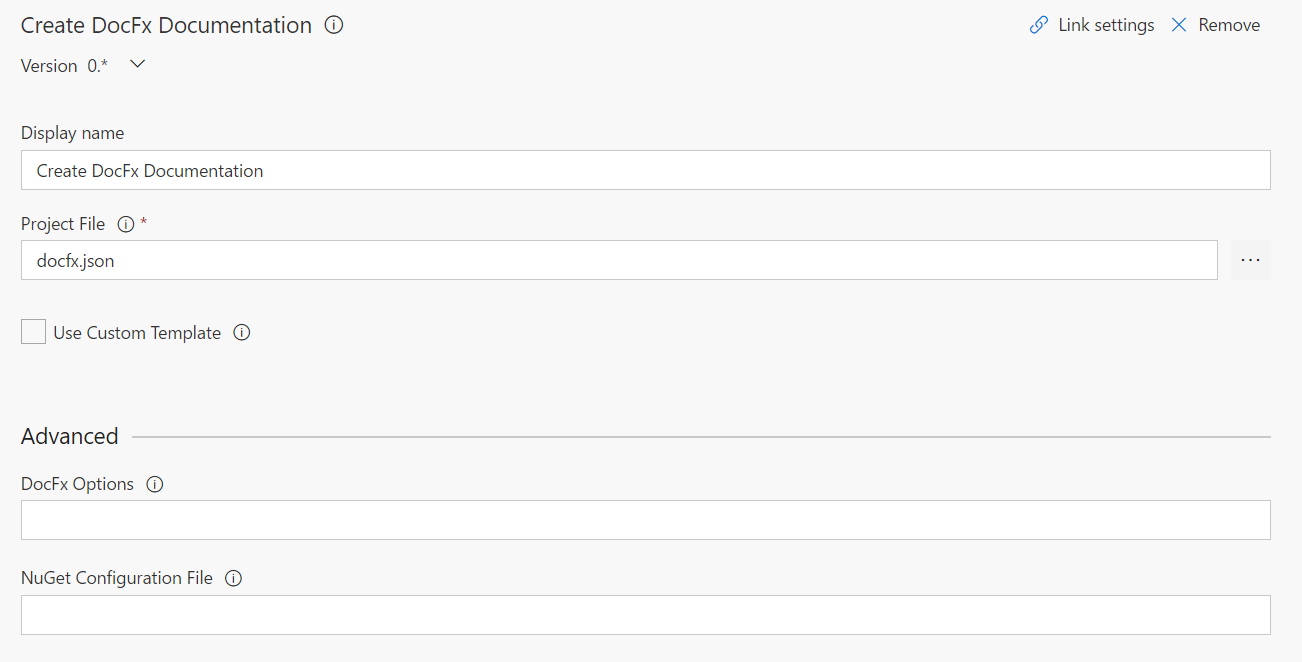 Create DocFx Documentation
Link settings
Remove
Version 0.*
Display name
Create DocFx Documentation
Project File *
docfx.json
...
Use Custom Template
Advanced
DocFx Options
NuGet Configuration File